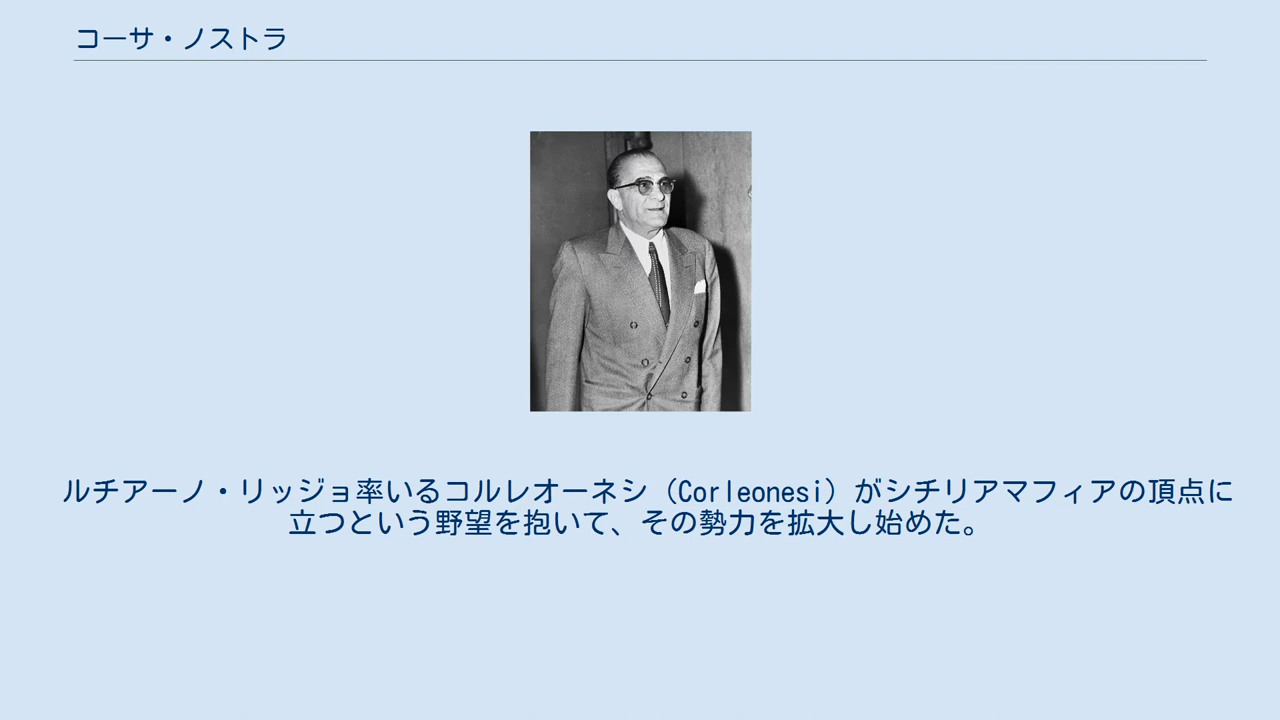 コーサ・ノストラ
ルチアーノ・リッジョ率いるコルレオーネシ（Corleonesi）がシチリアマフィアの頂点に
立つという野望を抱いて、その勢力を拡大し始めた。